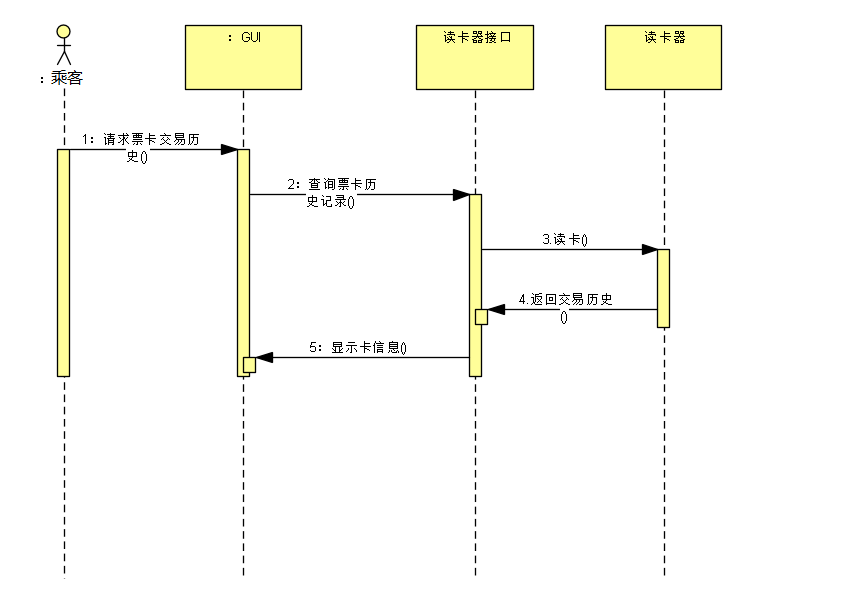 : GUI
读卡器接口
读卡器
: 乘客
1: 请求票卡交易历
史()
2: 查询票卡历
史记录()
3.读卡()
4.返回交易历史
()
5: 显示卡信息()